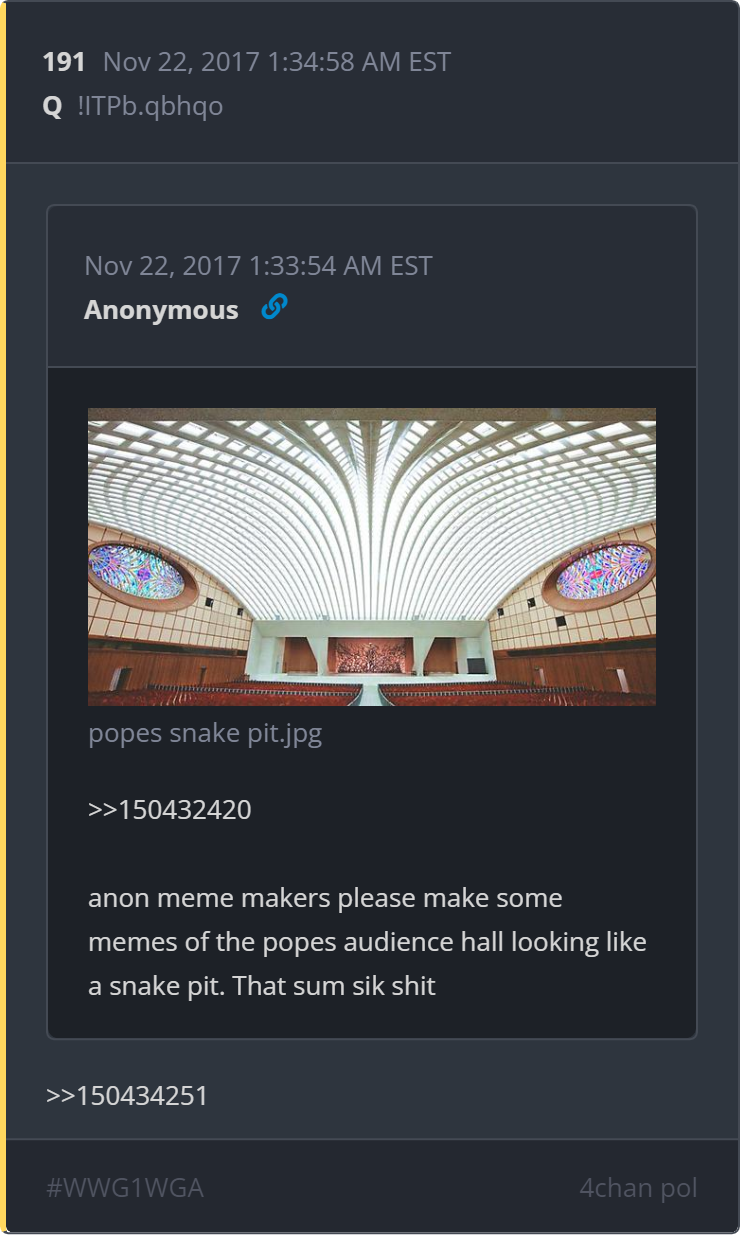 191 Nov 22, 2017 1:34:58 AM EST
Q !ITPb.qbhqo
Nov 22, 2017 1:33:54 AM EST
Anonymous
popes snake pit.jpg
>>150432420
anon meme makers please make some
memes of the popes audience hall looking like
a snake pit. That sum sik shit
>>150434251
#WWG1WGA
4chan pol